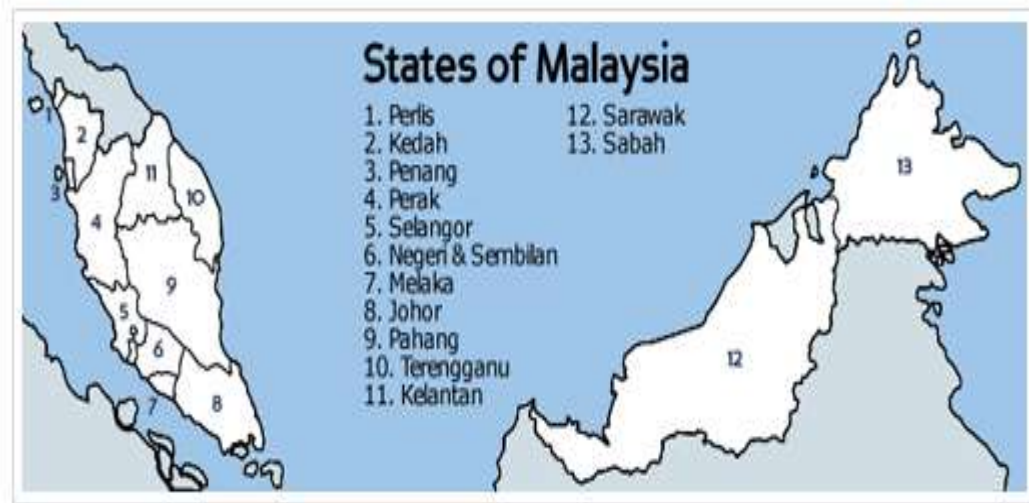 States of Malaysia
1. Perlis
2. Kedah
3. Penang
4. Perak
5. Selangor
6. Negeri & Sembilan
7. Melaka
8. Johor
9. Pahang
10. Terengganu
11. Kelantan
12. Sarawak
13. Sabah
1
2
3
4
11
10
9
5
6
7
8
13
12